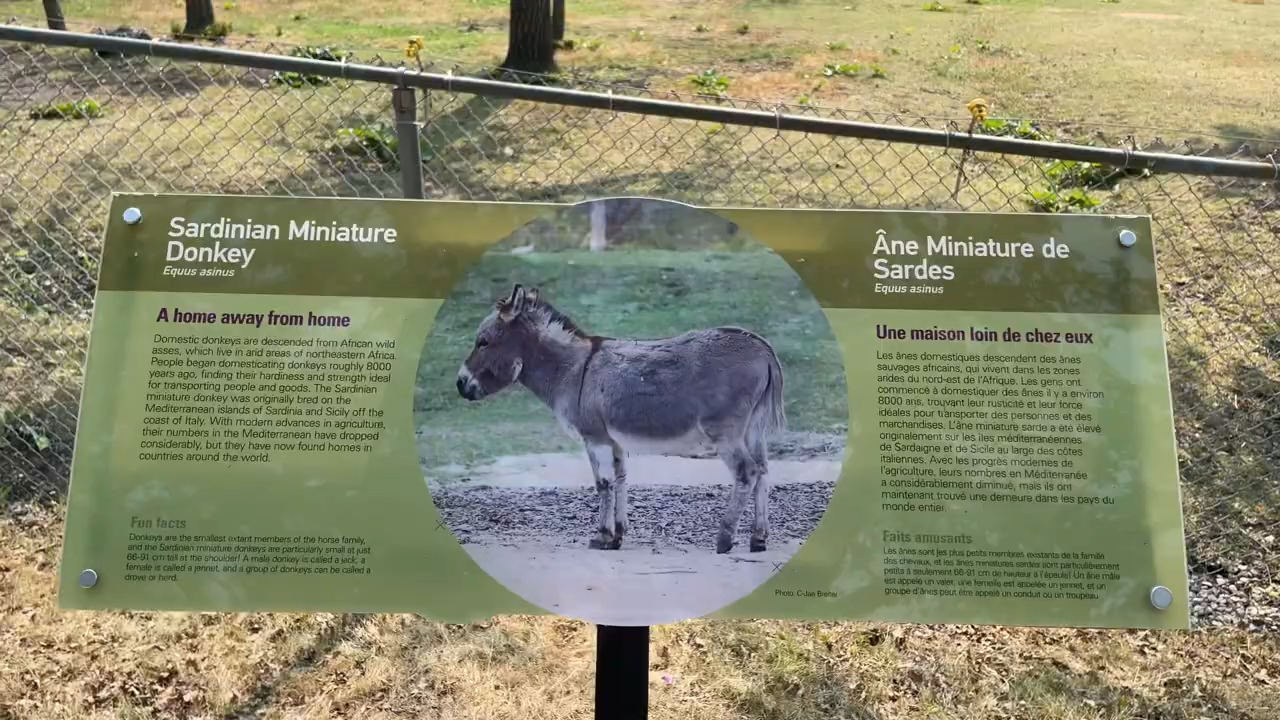 Sardinian Miniature
Donkey
Equus asinus
A home away from home
Domestic donkeys are descended from African wild
asses, which live in arid areas of northeastern Africa.
People began domesticating donkeys roughly 8000
years ago, finding their hardiness and strength ideal
for transporting people and goods. The Sardinian
miniature donkey was originally bred on the
Mediterranean islands of Sardinia and Sicily off the
coast of Italy. With modern advances in agriculture,
their numbers in the Mediterranean have dropped
considerably, but they have now found homes in
countries around the world.
Fun facts
Donkeys are the smallest extant members of the horse family,
and the Sardinian miniature donkeys are particularly small at just
66-91 cm tall at the shoulder! A male donkey is called a jack, a
female is called a jennet, and a group of donkeys can be called a
drove or herd.
Photo: C-Jae Breiter
Âne Miniature de
Sardes
Equus asinus
Une maison loin de chez eux
Les ânes domestiques descendent des ânes
sauvages africains, qui vivent dans les zones
arides du nord-est de l'Afrique. Les gens ont
commencé à domestiquer des ânes il y a environ
8000 ans, trouvant leur rusticité et leur force
idéales pour transporter des personnes et des
marchandises. L'âne miniature sarde a été élevé
originalement sur les îles méditerranéennes
de Sardaigne et de Sicile au large des côtes
italiennes. Avec les progrès modernes de
l'agriculture, leurs nombres en Méditerranée
a considérablement diminué, mais ils ont
maintenant trouvé une demeure dans les pays du
monde entier.
Faits amusants
Les ânes sont les plus petits membres existants de la famille
des chevaux, et les ânes miniatures sardes sont particulièrement
petits à seulement 66-91 cm de hauteur à l'épaule! Un âne mâle
est appelé un valet, une femelle est appelée un jennet, et un
groupe d'ânes peut être appelé un conduit ou un troupeau.